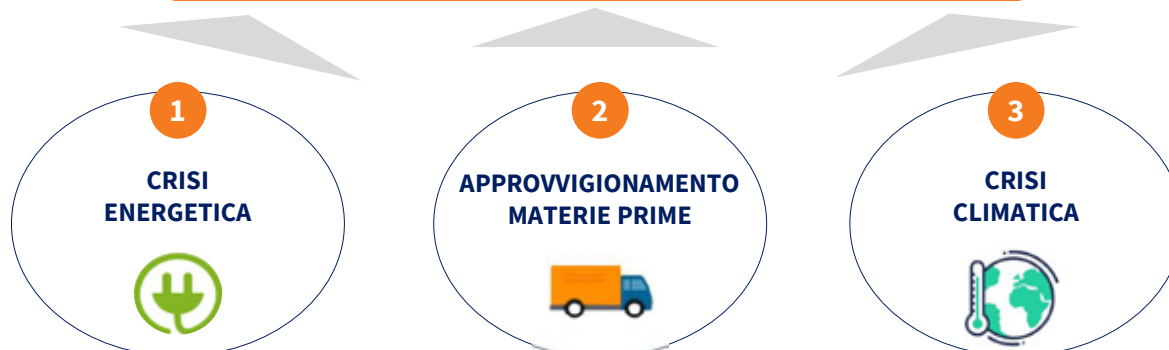 1
CRISI
ENERGETICA
2
APPROVVIGIONAMENTO
MATERIE PRIME
3
CRISI
CLIMATICA